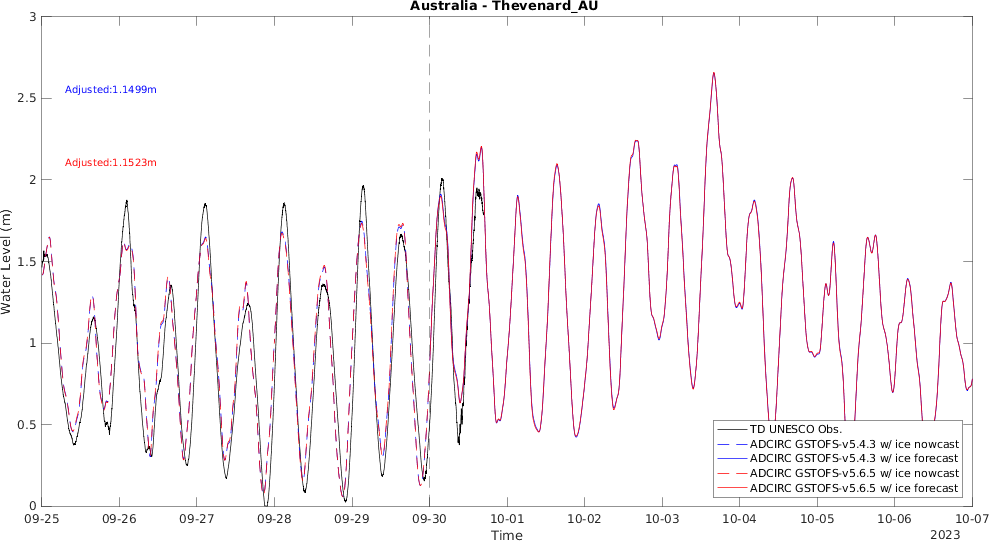 Australia - Thevenard_AU
3
2.5
2
1.5
1
0.5
0
Water Level (m)
Adjusted:1.1499m
Adjusted:1.1523m
TD UNESCO Obs.
ADCIRC GSTOFS-v5.4.3 w/ ice nowcast
ADCIRC GSTOFS-v5.4.3 w/ ice forecast
ADCIRC GSTOFS-v5.6.5 w/ ice nowcast
ADCIRC GSTOFS-v5.6.5 w/ ice forecast
09-25 09-26 09-27 09-28 09-29 09-30 10-01 10-02 10-03 10-04 10-05 10-06 10-07
Time
2023